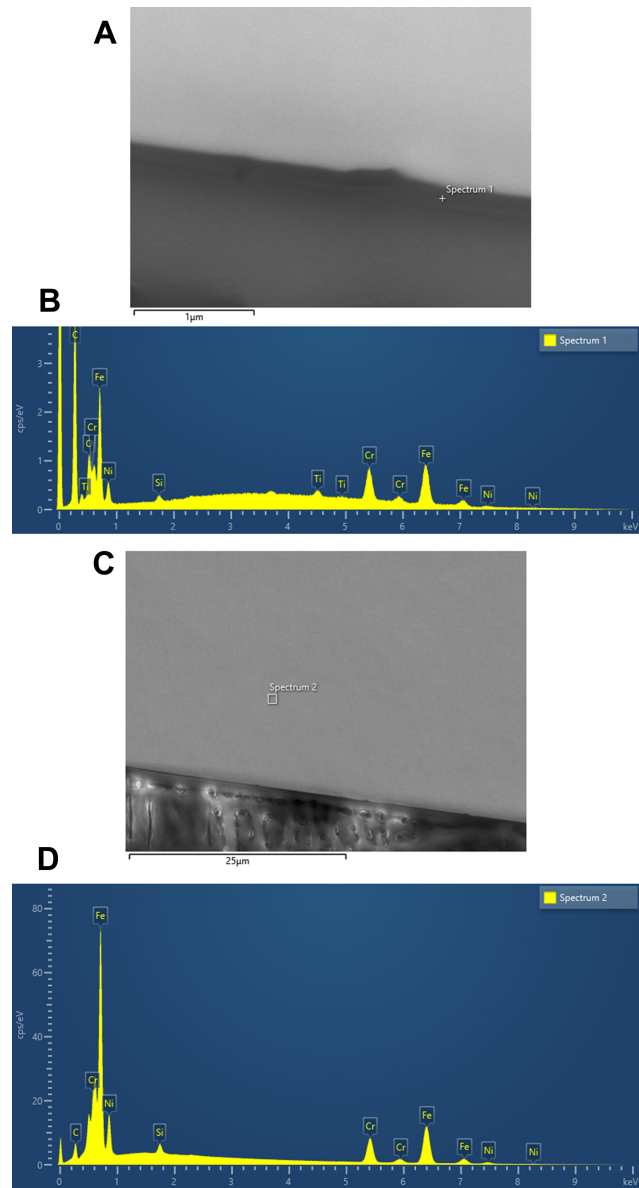 A
Spectrum 1
1µm
B
Spectrum 1
C
Fe
Cr
C
Ti
Ni
Si
Ti
Ti
Cr
Cr
Fe
Fe
Ni
Ni
cps/eV
3
2
1
0
0 1 2 3 4 5 6 7 8 9 keV
C
Spectrum 2
25µm
D
Spectrum 2
Fe
Cr
Ni
C
Si
Cr
Cr
Fe
Fe
Ni
Ni
cps/eV
80
60
40
20
0
0 1 2 3 4 5 6 7 8 9 keV